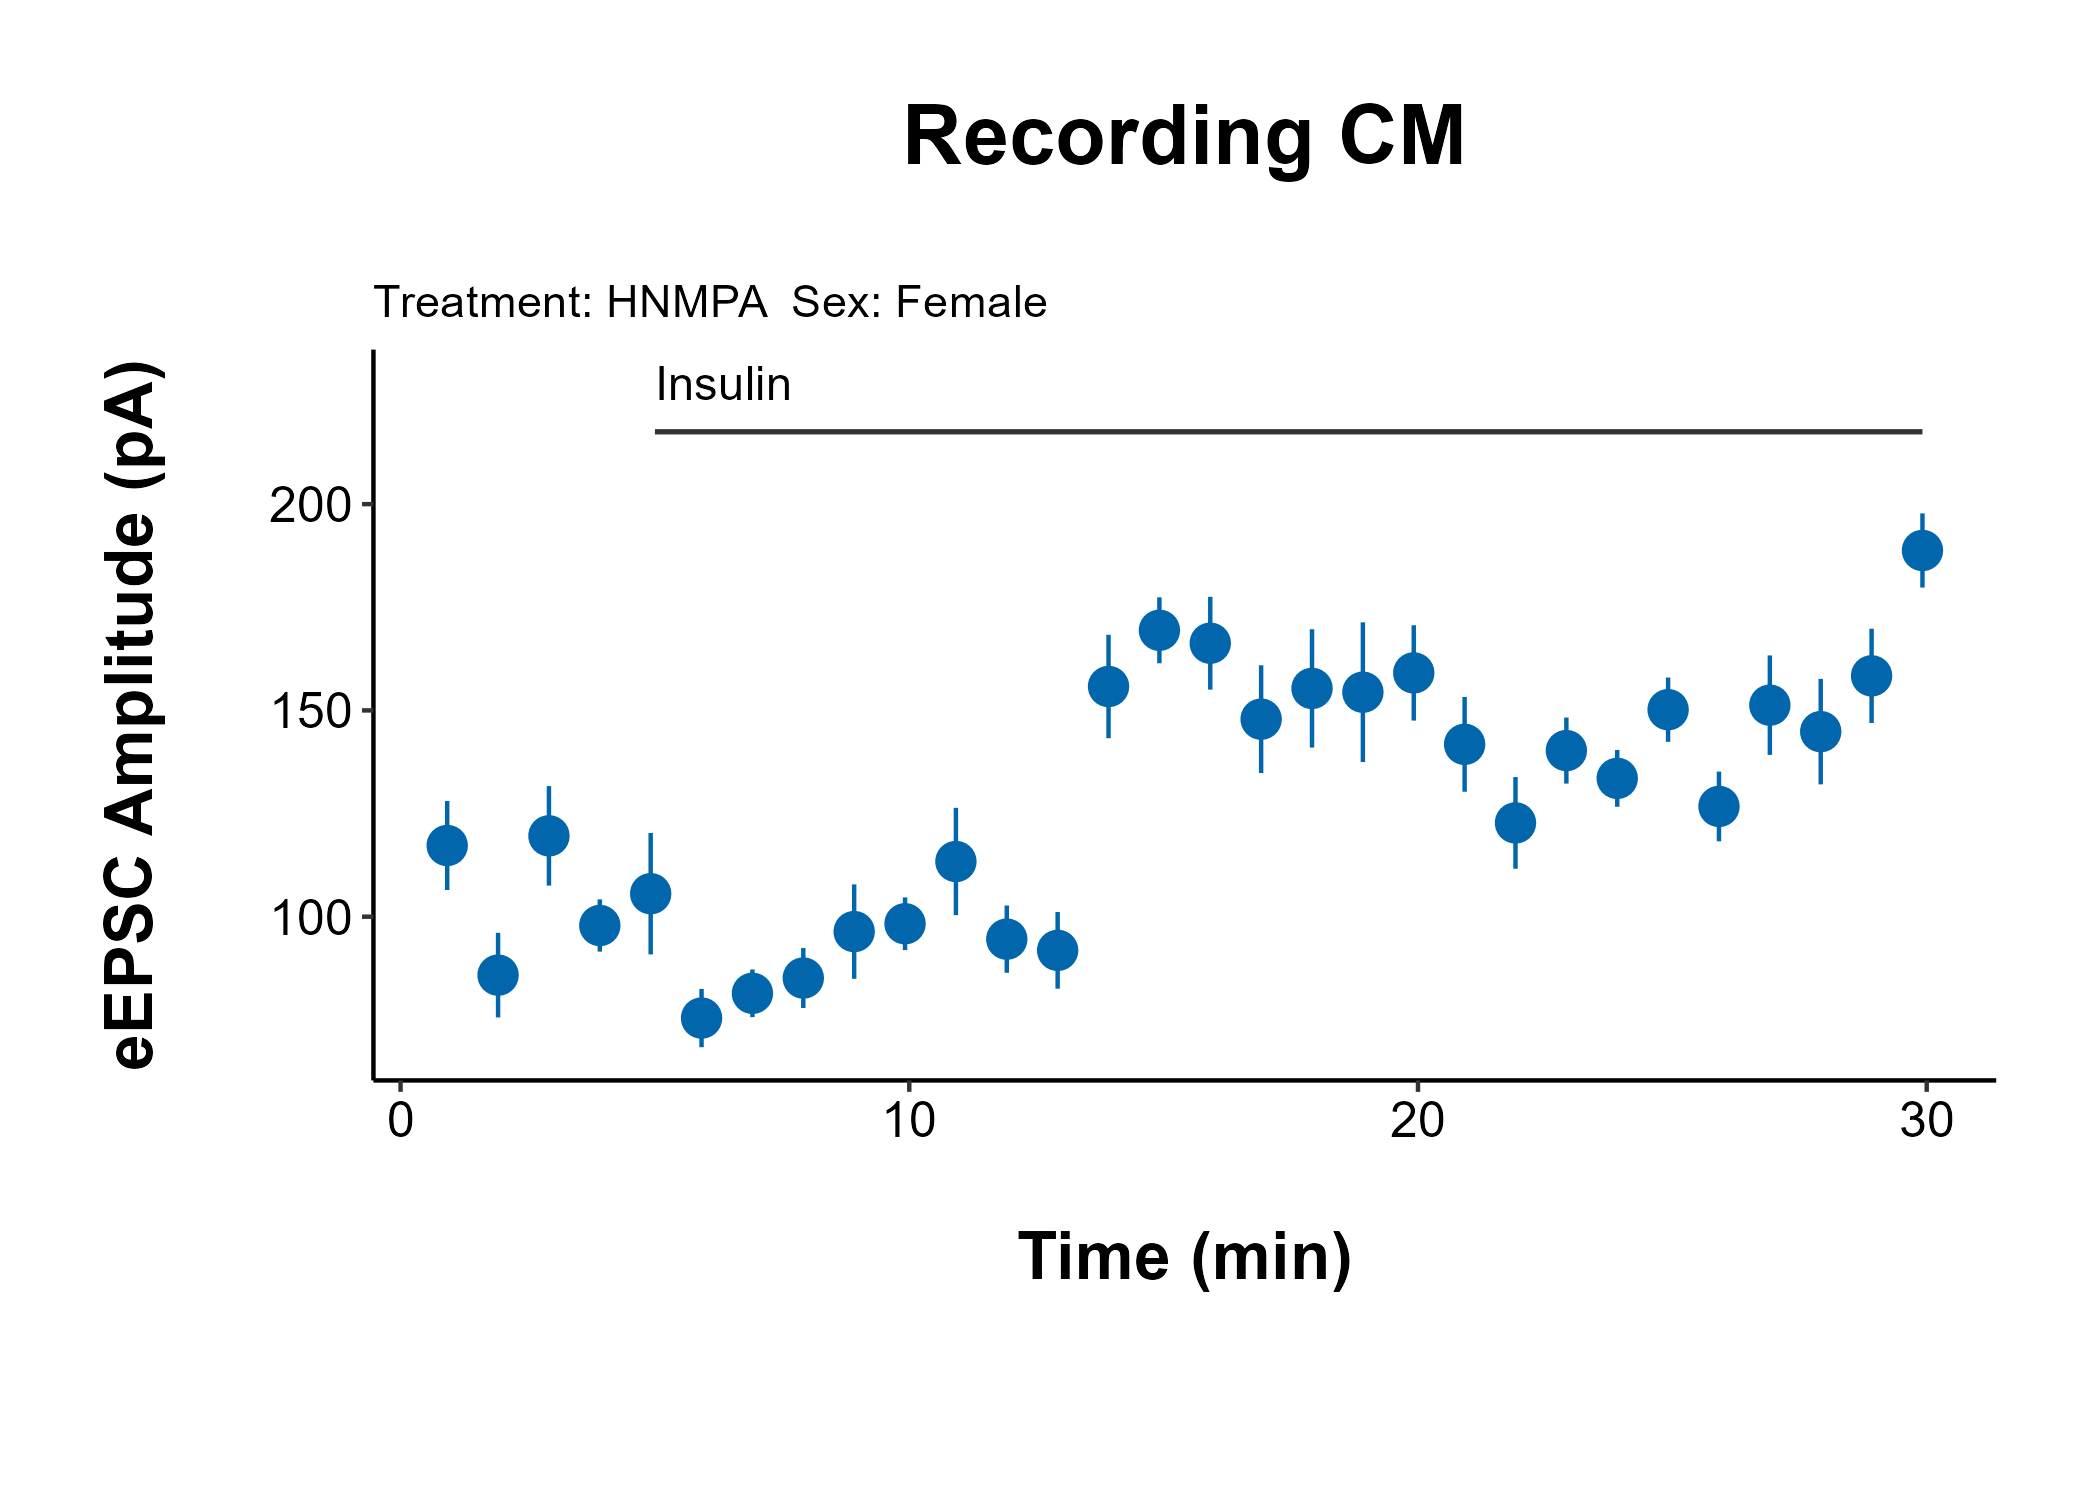 Recording CM
Treatment: HNMPA  Sex: Female
Insulin
eEPSC Amplitude (pA)
200
150
100
0
10
20
30
Time (min)